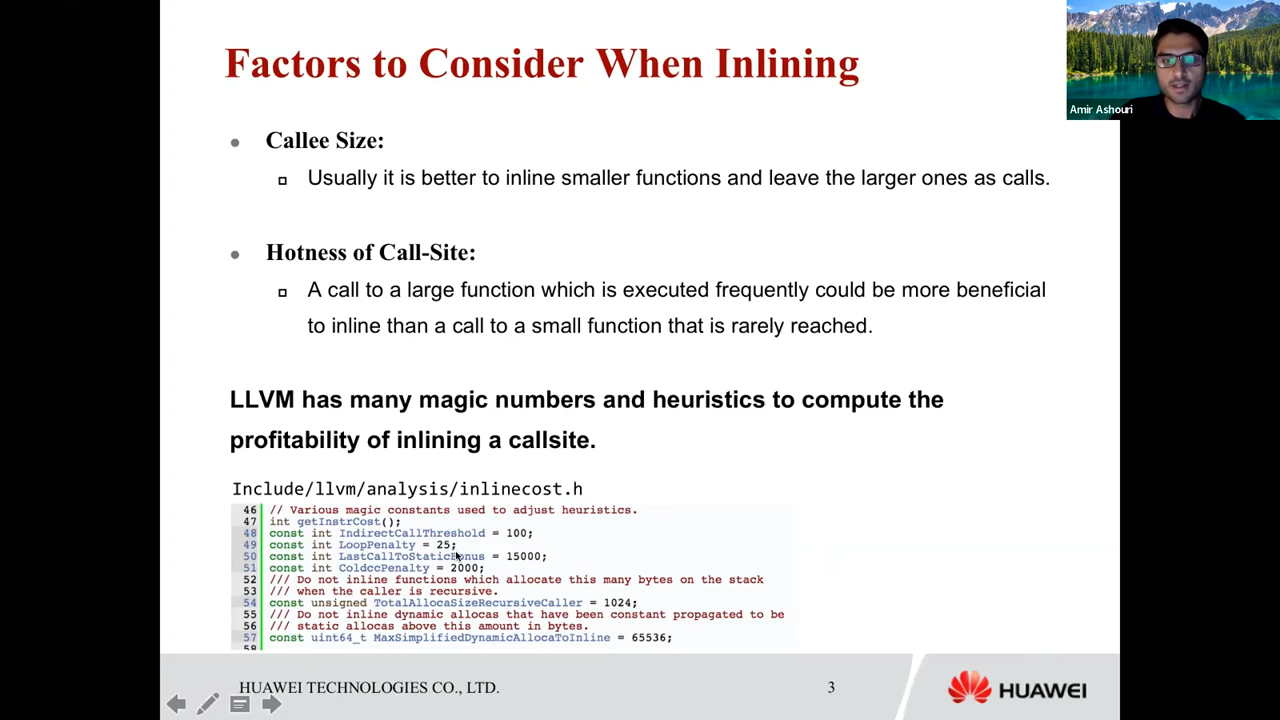 Factors to Consider When Inlining
Amir Ashouri
Callee Size:
Usually it is better to inline smaller functions and leave the larger ones as calls.
Hotness of Call-Site:
A call to a large function which is executed frequently could be more beneficial
to inline than a call to a small function that is rarely reached.
LLVM has many magic numbers and heuristics to compute the
profitability of inlining a callsite.
Include/llvm/analysis/inlinecost.h
46 // Various magic constants used to adjust heuristics.
47 int getInstrCost();
48 const int IndirectCallThreshold = 100;
49 const int LoopPenalty = 25;
50 const int LastCallToStaticBonus = 15000;
51 const int ColdccPenalty = 2000;
52 /// Do not inline functions which allocate this many bytes on the stack
53 /// when the caller is recursive.
54 const unsigned TotalAllocaSizeRecursiveCaller = 1024;
55 /// Do not inline dynamic allocas that have been constant propagated to be
56 /// static allocas above this amount in bytes.
57 const uint64_t MaxSimplifiedDynamicAllocaToInline = 65536;
58
HUAWEI TECHNOLOGIES CO., LTD.
3
HUAWEI